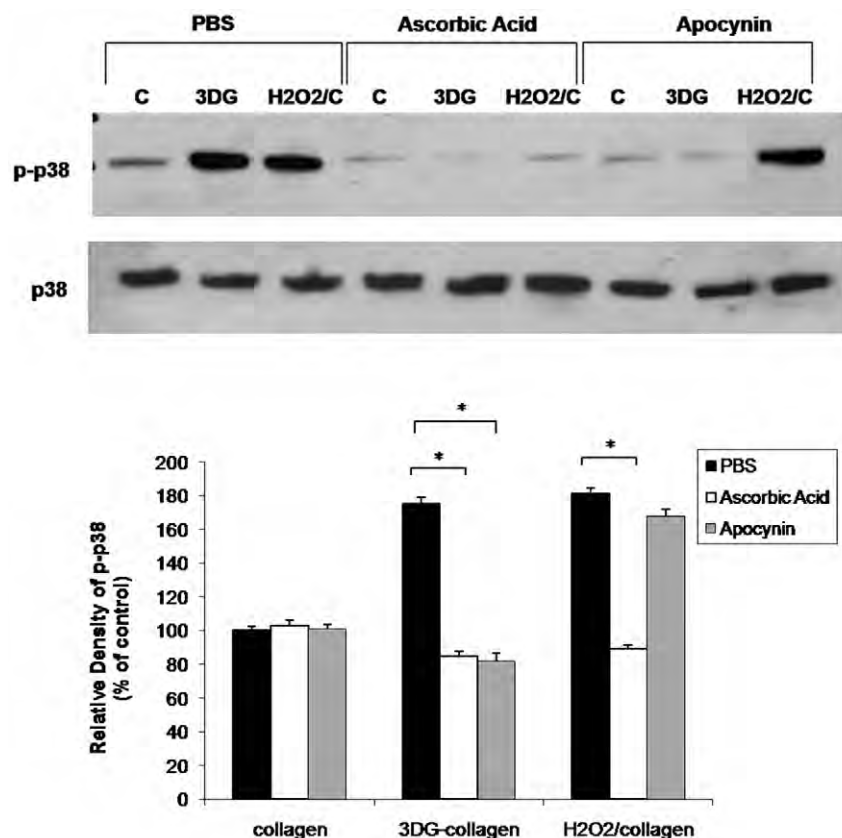 PBS Ascorbic Acid Apocynin
C 3DG H2O2/C C 3DG H2O2/C C 3DG H2O2/C
p-p38
p38
* 
*
*
PBS
Ascorbic Acid
Apocynin
Relative Density of p-p38
(% of control)
200
180
160
140
120
100
80
60
40
20
0
collagen 3DG-collagen H2O2/collagen